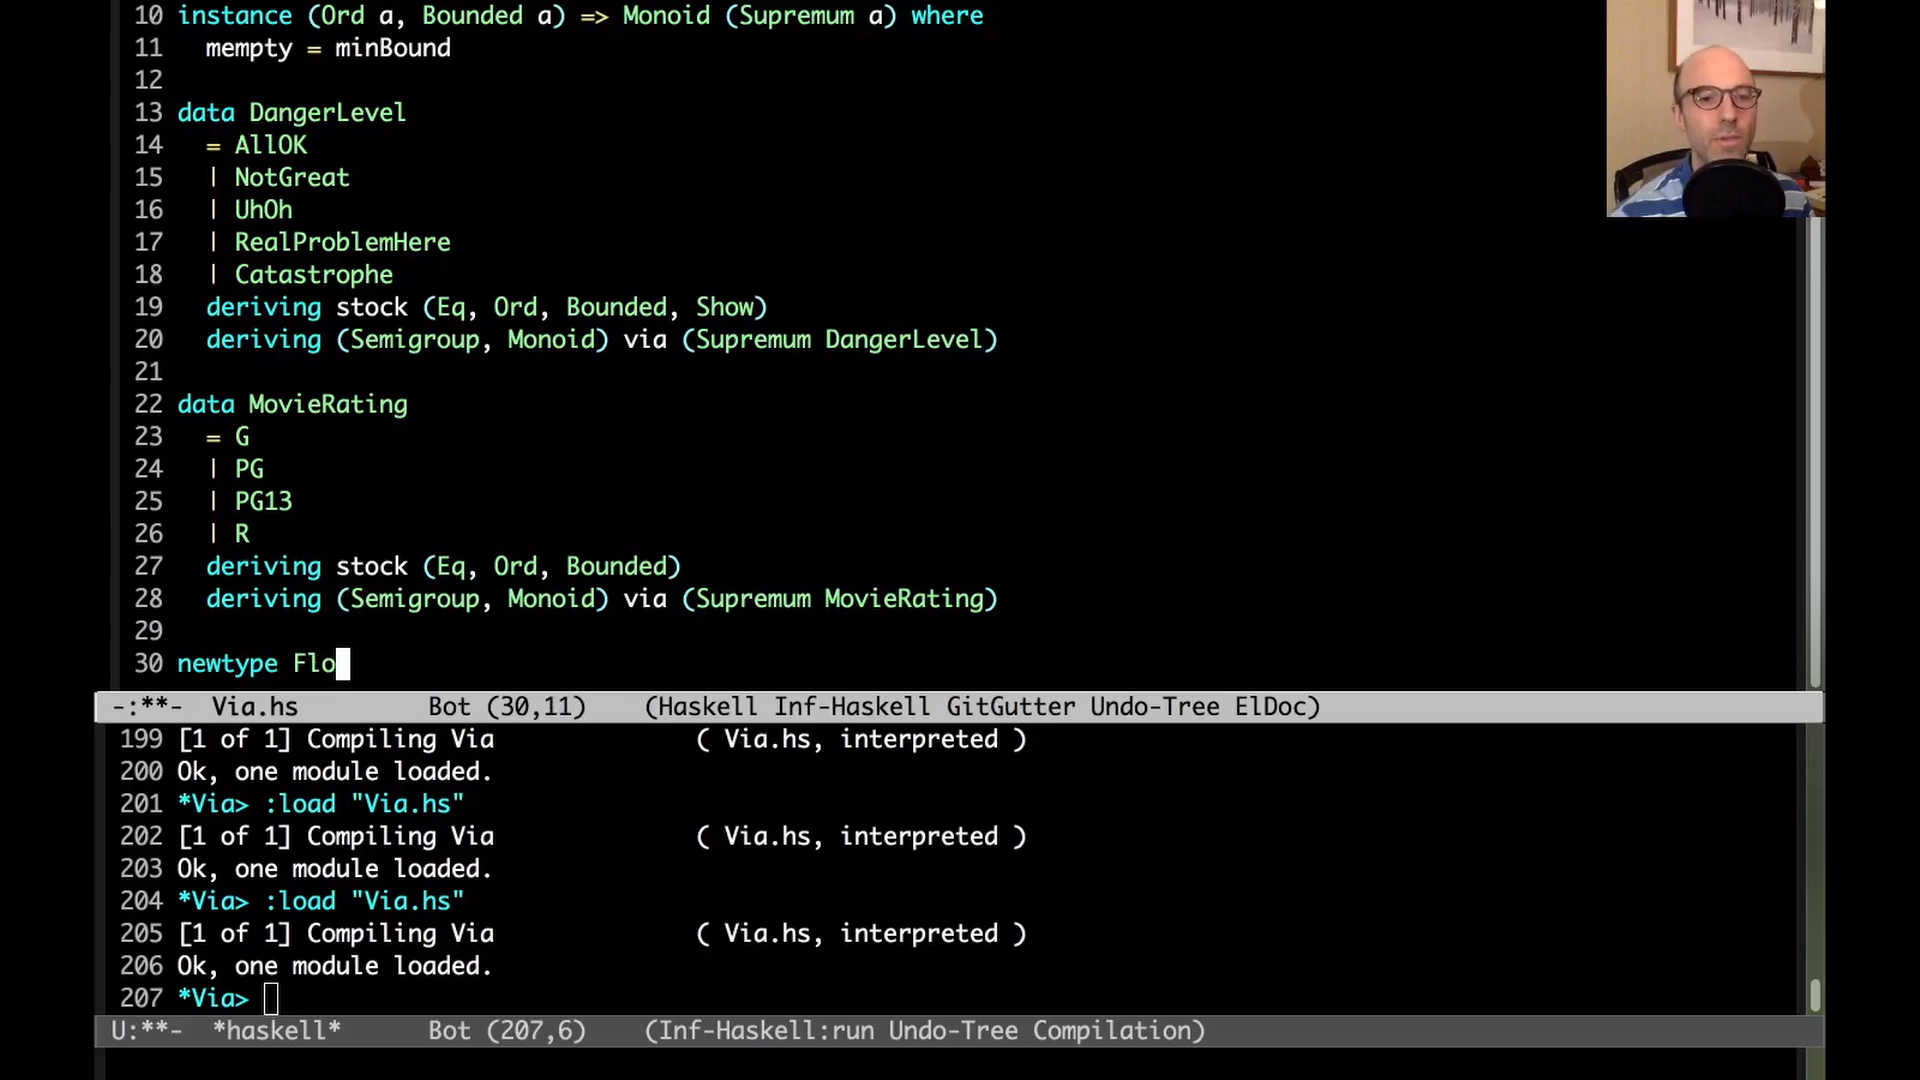 10 instance (Ord a, Bounded a) => Monoid (Supremum a) where
11   mempty = minBound
12
13 data DangerLevel
14   = AllOK
15   | NotGreat
16   | UhOh
17   | RealProblemHere
18   | Catastrophe
19   deriving stock (Eq, Ord, Bounded, Show)
20   deriving (Semigroup, Monoid) via (Supremum DangerLevel)
21
22 data MovieRating
23   = G
24   | PG
25   | PG13
26   | R
27   deriving stock (Eq, Ord, Bounded)
28   deriving (Semigroup, Monoid) via (Supremum MovieRating)
29
30 newtype Flo
-:**-  Via.hs         Bot (30,11)    (Haskell Inf-Haskell GitGutter Undo-Tree ElDoc)
199 [1 of 1] Compiling Via              ( Via.hs, interpreted )
200 Ok, one module loaded.
201 *Via> :load "Via.hs"
202 [1 of 1] Compiling Via              ( Via.hs, interpreted )
203 Ok, one module loaded.
204 *Via> :load "Via.hs"
205 [1 of 1] Compiling Via              ( Via.hs, interpreted )
206 Ok, one module loaded.
207 *Via>
U:**-  *haskell*      Bot (207,6)    (Inf-Haskell:run Undo-Tree Compilation)